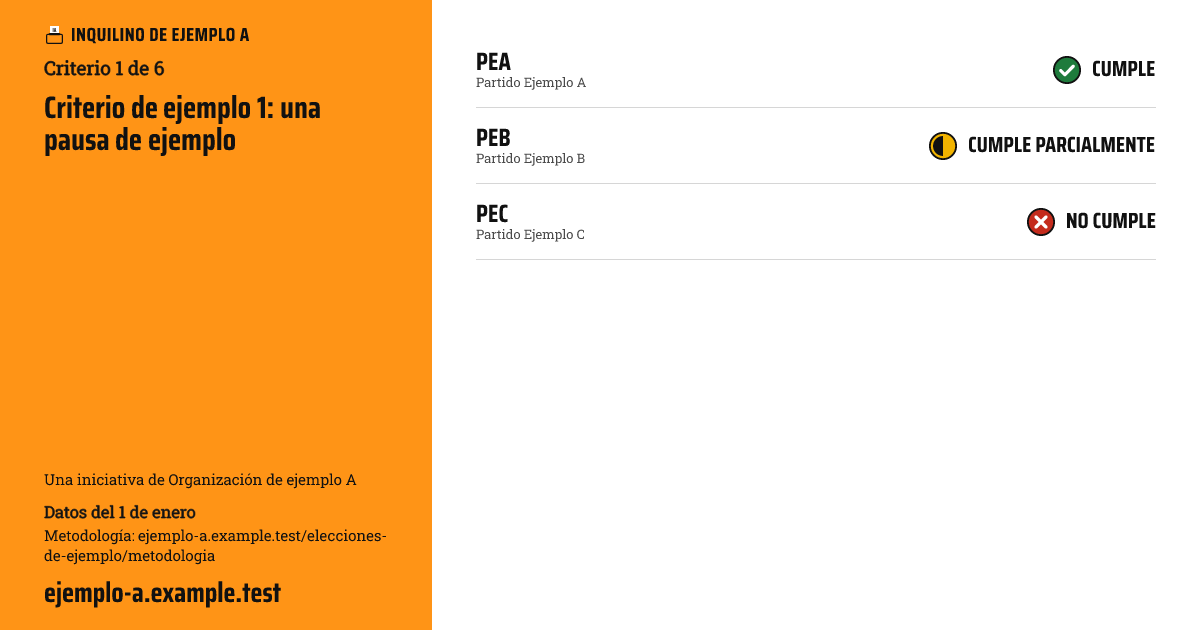 INQUILINO DE EJEMPLO A
Criterio 1 de 6
Criterio de ejemplo 1: una
pausa de ejemplo
Una iniciativa de Organización de ejemplo A
Datos del 1 de enero
Metodología: ejemplo-a.example.test/elecciones-
de-ejemplo/metodologia
ejemplo-a.example.test
PEA
Partido Ejemplo A
CUMPLE
PEB
Partido Ejemplo B
CUMPLE PARCIALMENTE
PEC
Partido Ejemplo C
NO CUMPLE